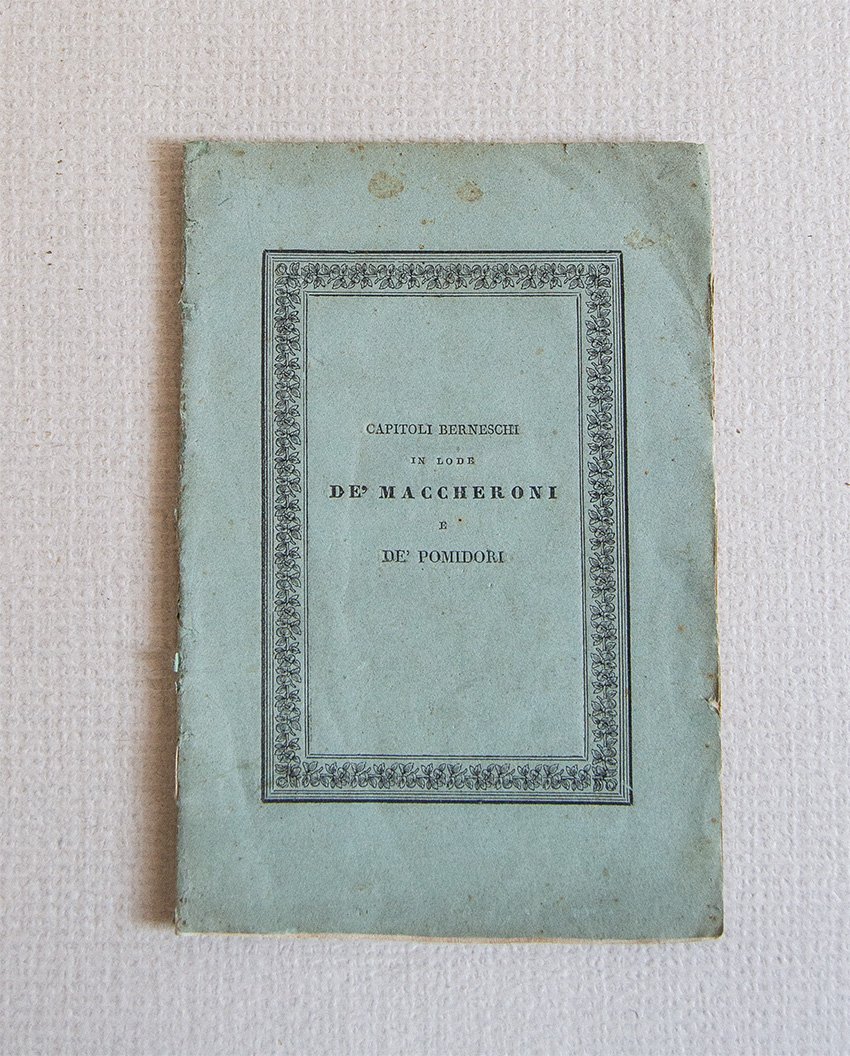 CAPITOLI BERNESCHI
IN LODE
DE' MACCHERONI
E
DE' POMIDORI